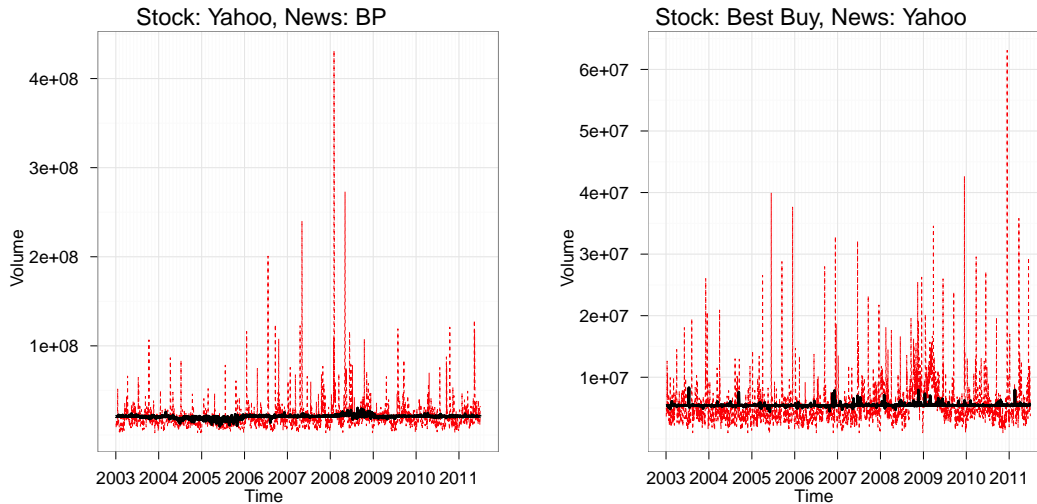 Stock: Yahoo, News: BP
4e+08
3e+08
2e+08
1e+08
Volume
2003 2004 2005 2006 2007 2008 2009 2010 2011
Time
Stock: Best Buy, News: Yahoo
6e+07
5e+07
4e+07
3e+07
2e+07
1e+07
Volume
2003 2004 2005 2006 2007 2008 2009 2010 2011
Time